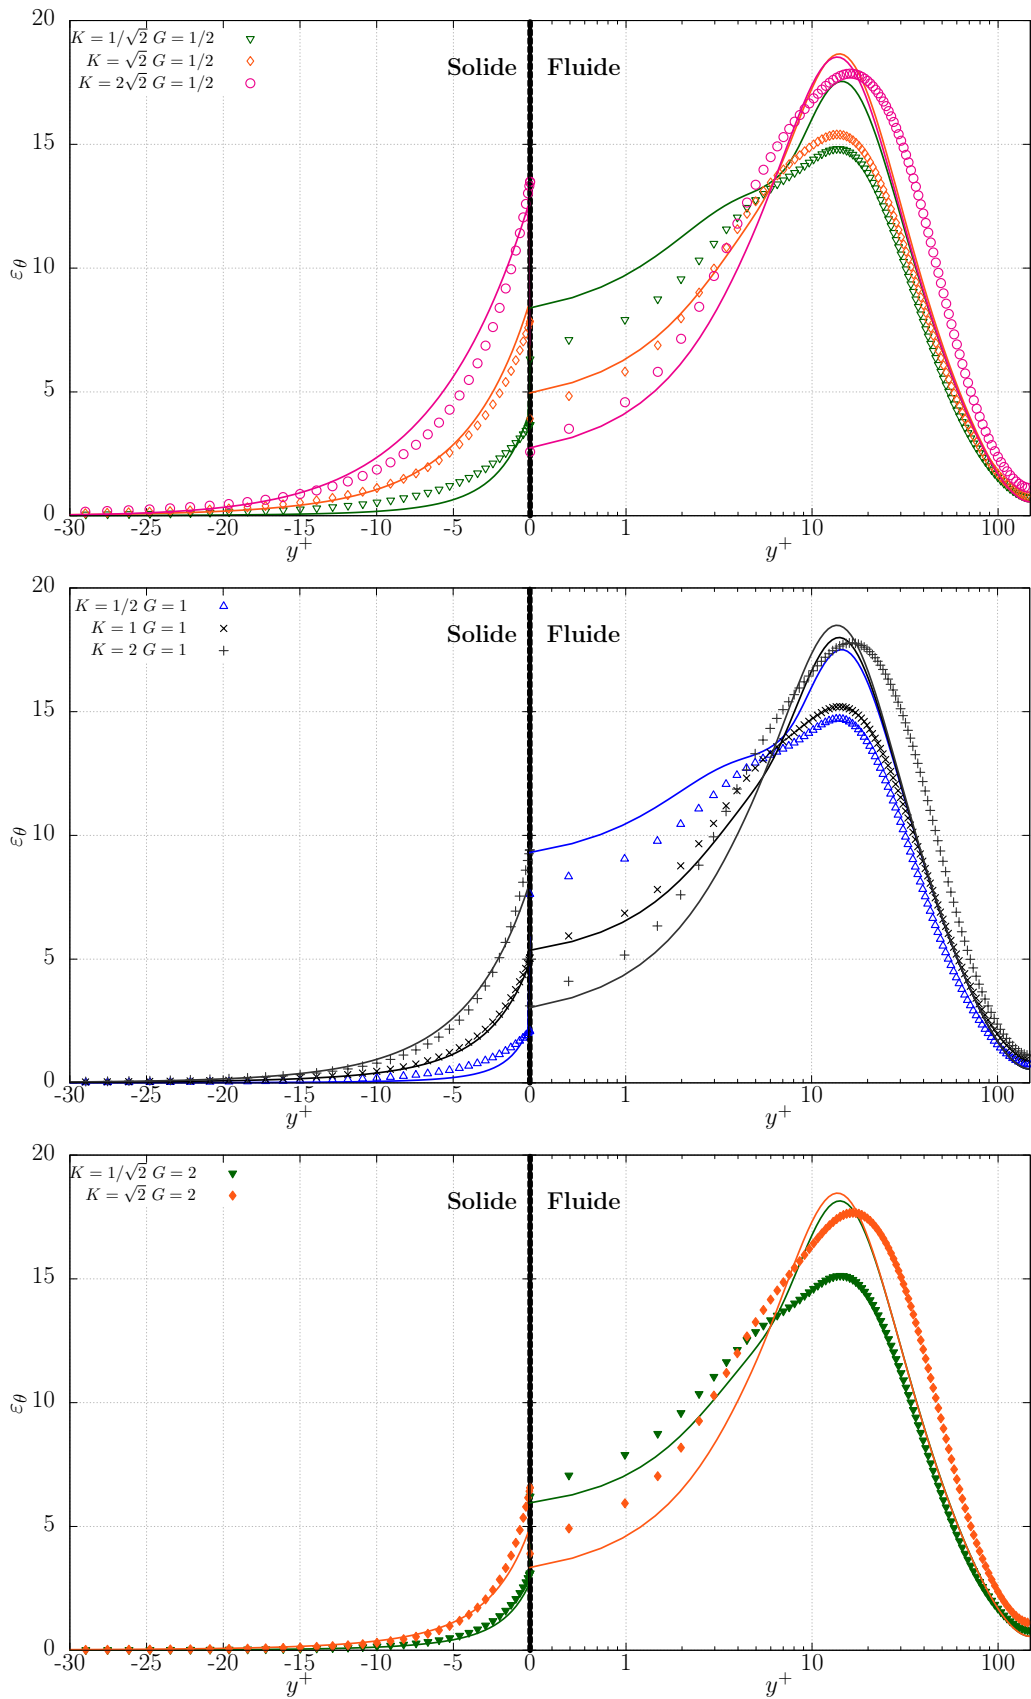 20
15
10
5
0
ε_θ
K = 1/√2 G = 1/2
K = √2 G = 1/2
K = 2√2 G = 1/2
Solide Fluide
-30 -25 -20 -15 -10 -5 0 1 10 100
y⁺ y⁺
20
15
10
5
0
ε_θ
K = 1/2 G = 1
K = 1 G = 1
K = 2 G = 1
Solide Fluide
-30 -25 -20 -15 -10 -5 0 1 10 100
y⁺ y⁺
20
15
10
5
0
ε_θ
K = 1/√2 G = 2
K = √2 G = 2
Solide Fluide
-30 -25 -20 -15 -10 -5 0 1 10 100
y⁺ y⁺